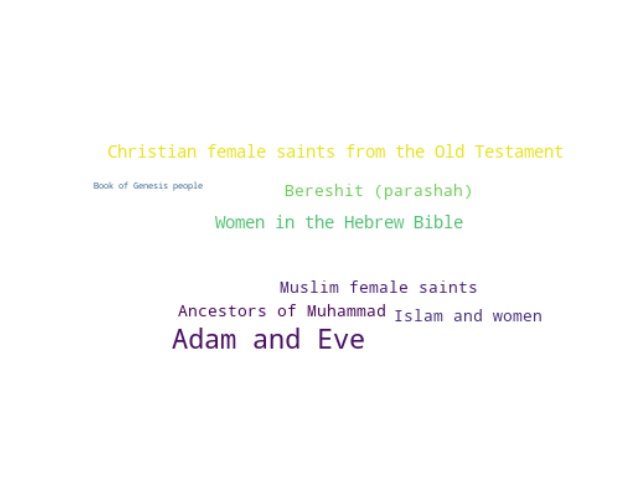 Christian female saints from the Old Testament
Book of Genesis people
Bereshit (parashah)
Women in the Hebrew Bible
Muslim female saints
Ancestors of Muhammad
Islam and women
Adam and Eve